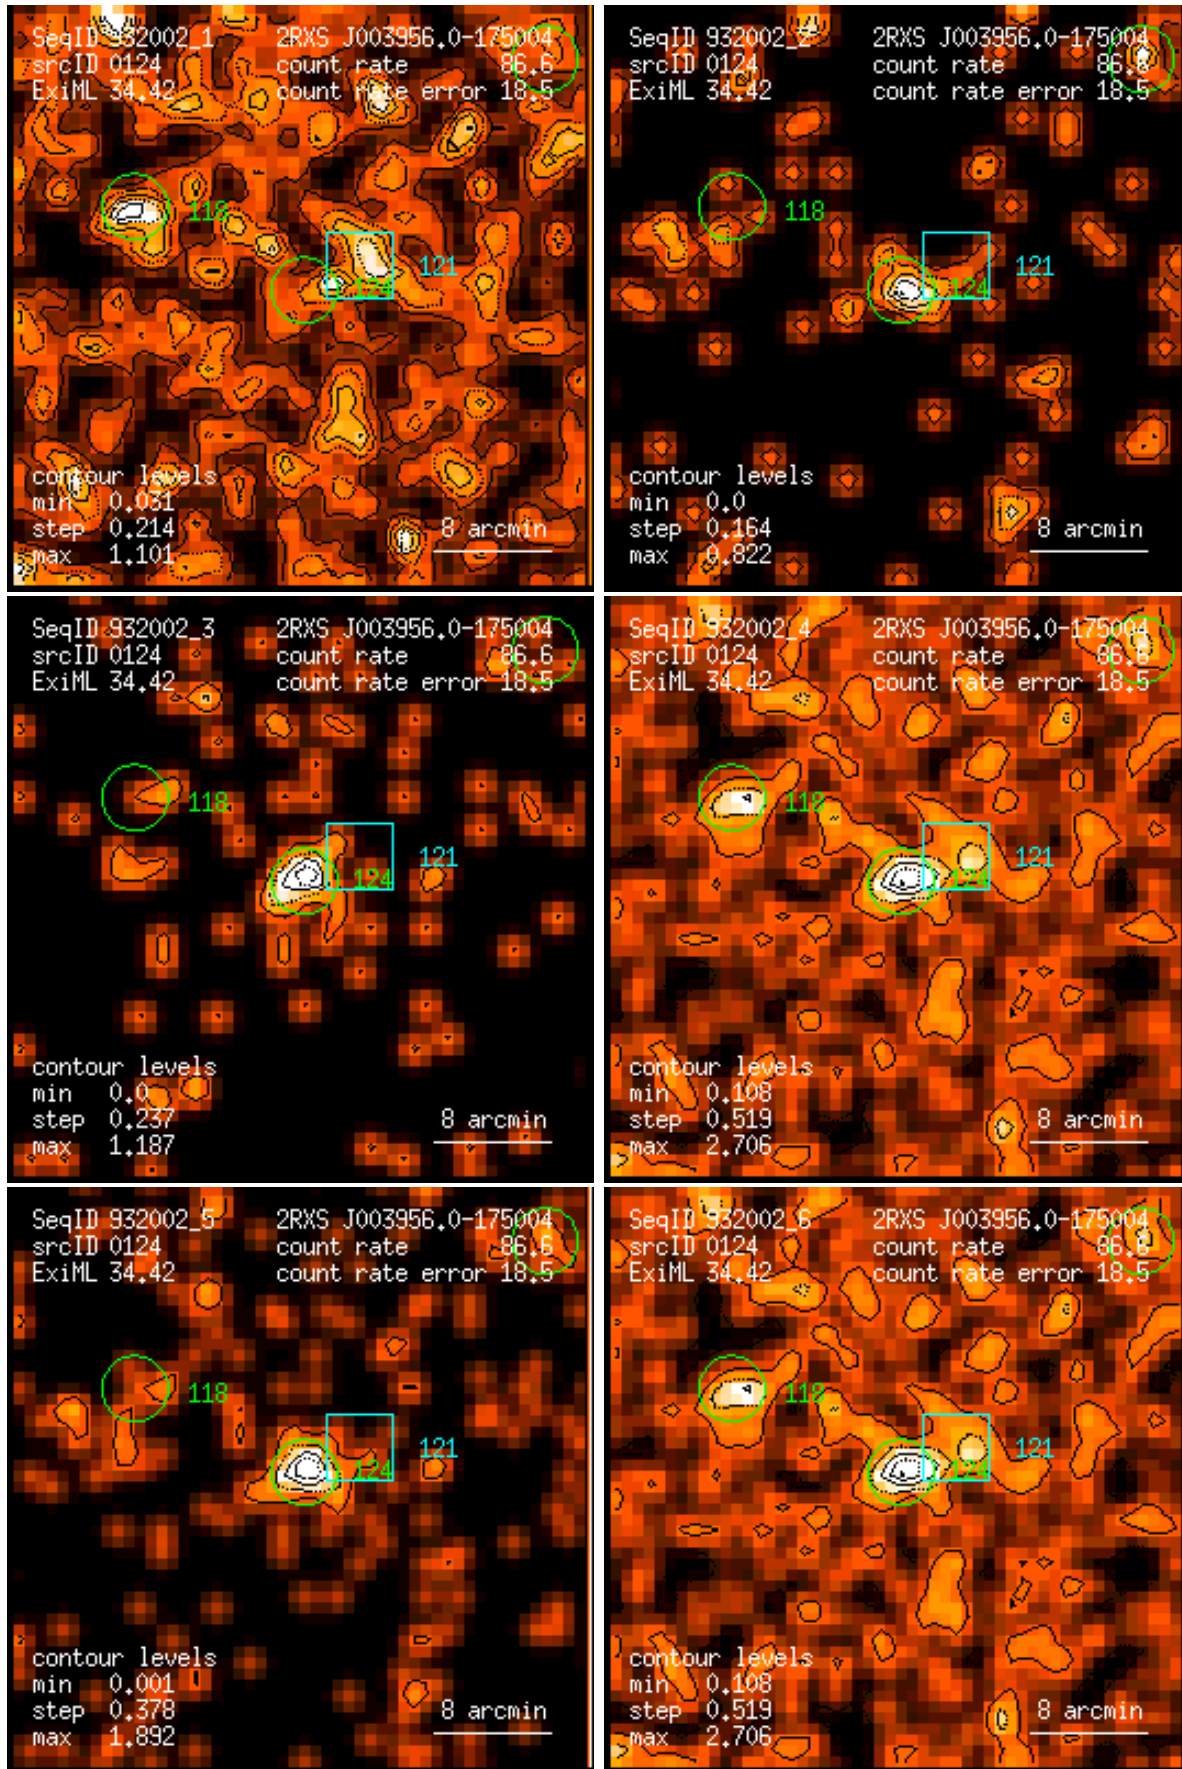 SeqID 932002_1 2RXS J003956.0-175004
srcID 0124 count rate 86.6
ExiML 34.42 count rate error 18.5
118
121
124
contour levels
min 0.031
step 0.214 8 arcmin
max 1.101
SeqID 932002_2 2RXS J003956.0-175004
srcID 0124 count rate 86.6
ExiML 34.42 count rate error 18.5
118
121
124
contour levels
min 0.0
step 0.164 8 arcmin
max 0.822
SeqID 932002_3 2RXS J003956.0-175004
srcID 0124 count rate 86.6
ExiML 34.42 count rate error 18.5
118
121
124
contour levels
min 0.0
step 0.237 8 arcmin
max 1.187
SeqID 932002_4 2RXS J003956.0-175004
srcID 0124 count rate 86.6
ExiML 34.42 count rate error 18.5
118
121
124
contour levels
min 0.108
step 0.519 8 arcmin
max 2.706
SeqID 932002_5 2RXS J003956.0-175004
srcID 0124 count rate 86.6
ExiML 34.42 count rate error 18.5
118
121
124
contour levels
min 0.001
step 0.378 8 arcmin
max 1.892
SeqID 932002_6 2RXS J003956.0-175004
srcID 0124 count rate 86.6
ExiML 34.42 count rate error 18.5
118
121
124
contour levels
min 0.108
step 0.519 8 arcmin
max 2.706